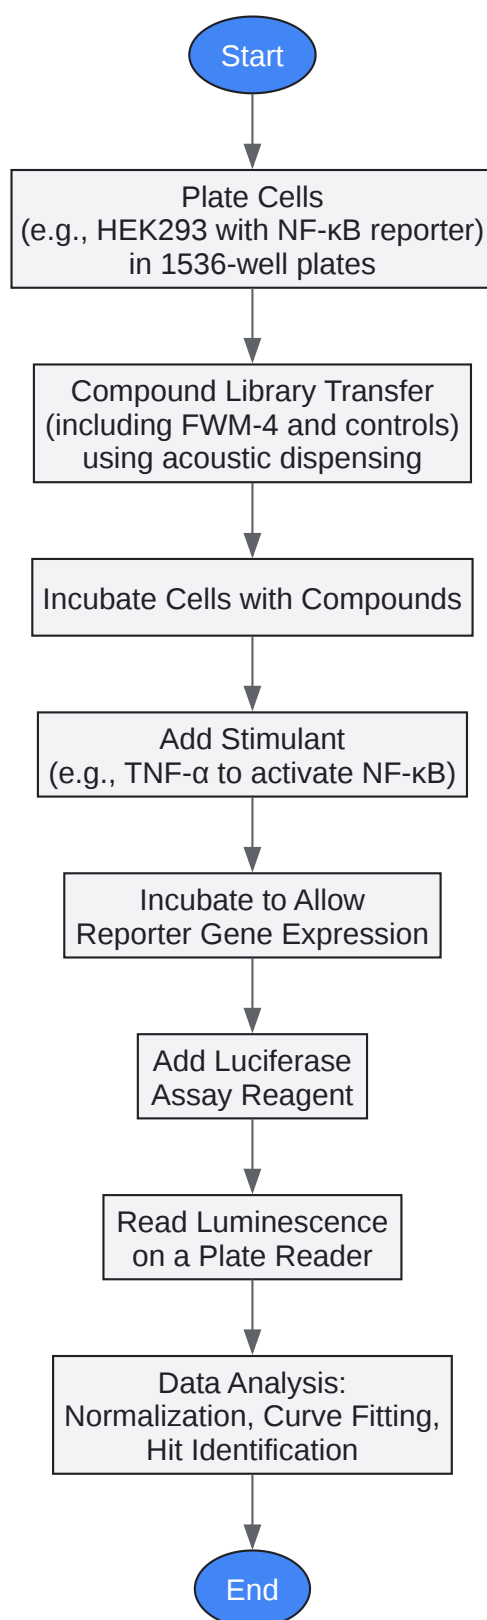 Start
Plate Cells
(e.g., HEK293 with NF-κB reporter)
in 1536-well plates
Compound Library Transfer
(including FWM-4 and controls)
using acoustic dispensing
Incubate Cells with Compounds
Add Stimulant
(e.g., TNF-α to activate NF-κB)
Incubate to Allow
Reporter Gene Expression
Add Luciferase
Assay Reagent
Read Luminescence
on a Plate Reader
Data Analysis:
Normalization, Curve Fitting,
Hit Identification
End